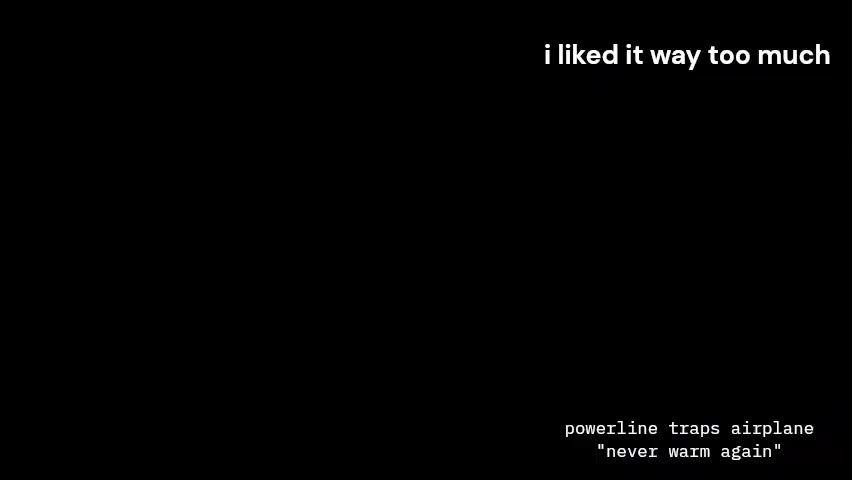 i liked it way too much
powerline traps airplane
"never warm again"